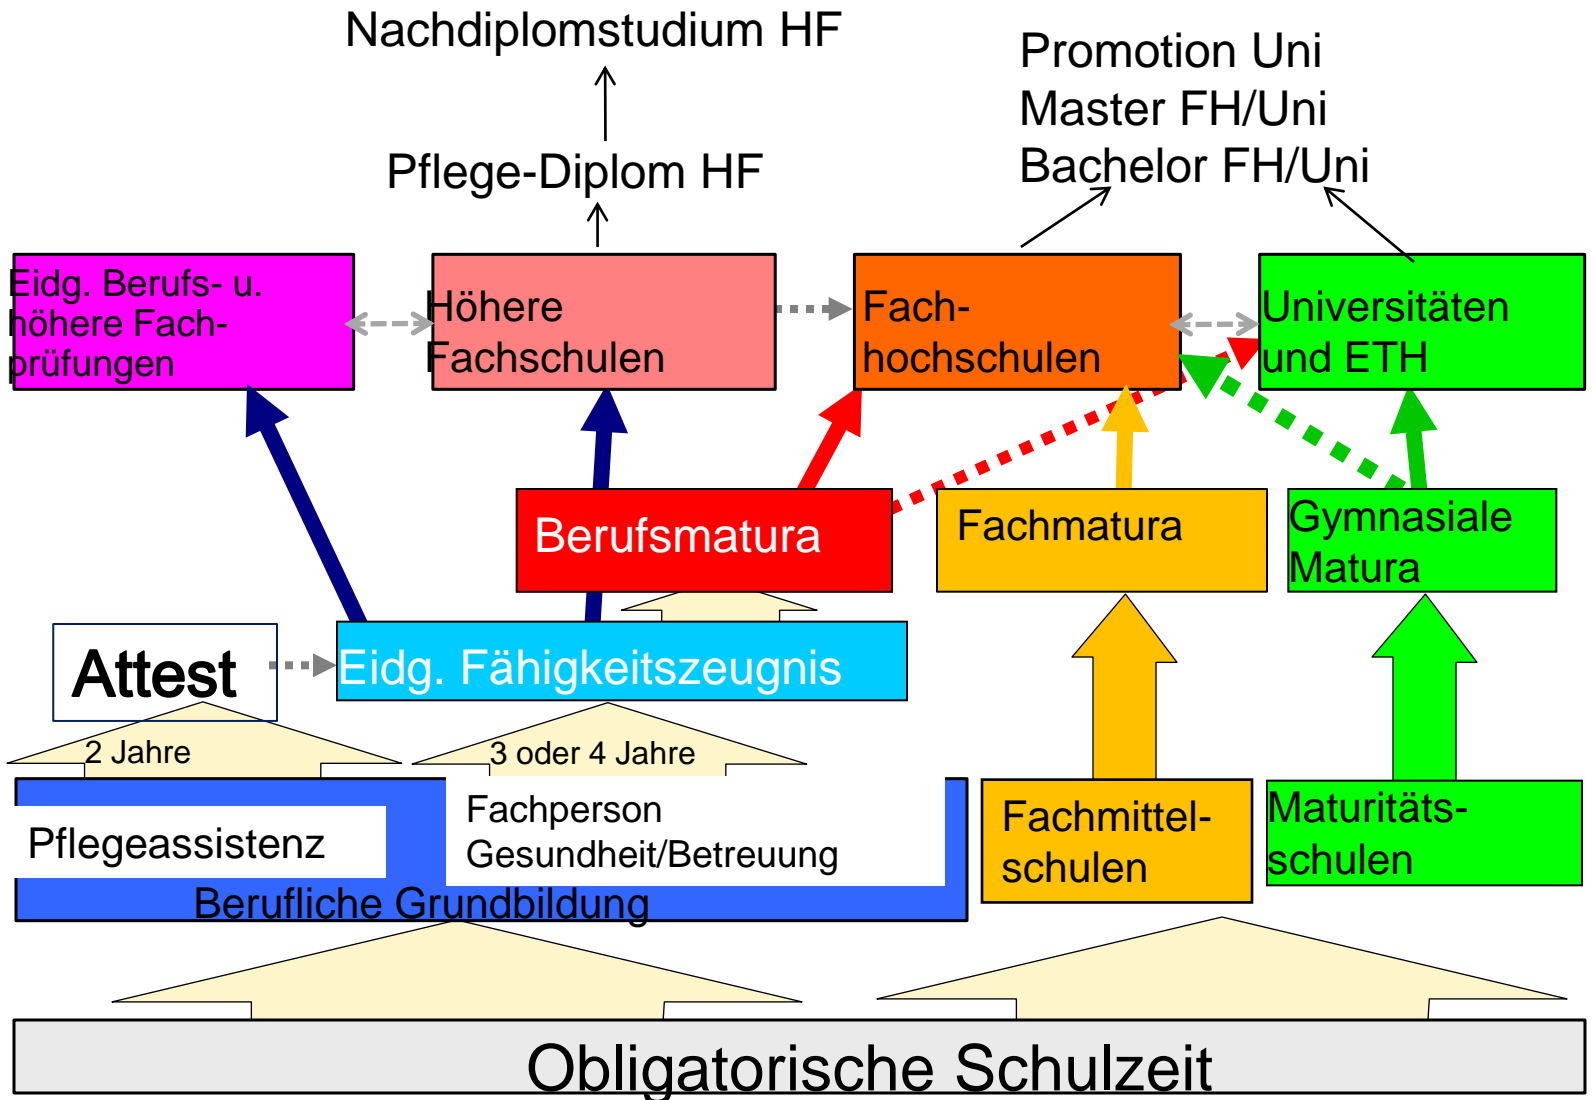 Nachdiplomstudium HF
Promotion Uni
Master FH/Uni
Bachelor FH/Uni
Pflege-Diplom HF
Eidg. Berufs- u.
höhere Fach-
prüfungen
Höhere
Fachschulen
Fach-
hochschulen
Universitäten
und ETH
Berufsmatura
Fachmatura
Gymnasiale
Matura
Attest
Eidg. Fähigkeitszeugnis
2 Jahre
3 oder 4 Jahre
Pflegeassistenz
Fachperson
Gesundheit/Betreuung
Berufliche Grundbildung
Fachmittel-
schulen
Maturitäts-
schulen
Obligatorische Schulzeit